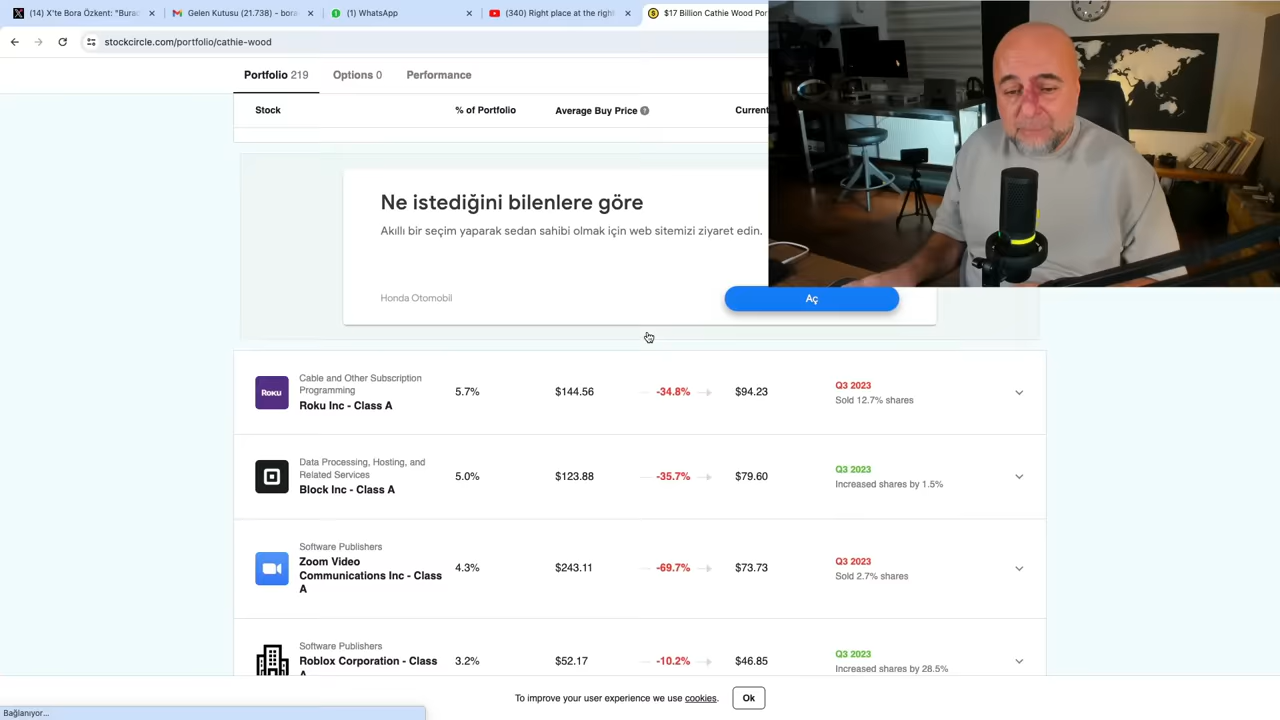 (14) X'te Bora Özkent: "Burac
Gelen Kutusu (21.738) - bora
(1) WhatsApp
(340) Right place at the right
$17 Billion Cathie Wood Por
stockcircle.com/portfolio/cathie-wood
Portfolio 219
Options 0
Performance
Stock
% of Portfolio
Average Buy Price ?
Current
Ne istediğini bilenlere göre
Akıllı bir seçim yaparak sedan sahibi olmak için web sitemizi ziyaret edin.
Honda Otomobil
Aç
Roku
Cable and Other Subscription
Programming
Roku Inc - Class A
5.7%
$144.56
-34.8%
$94.23
Q3 2023
Sold 12.7% shares
Data Processing, Hosting, and
Related Services
Block Inc - Class A
5.0%
$123.88
-35.7%
$79.60
Q3 2023
Increased shares by 1.5%
Software Publishers
Zoom Video
Communications Inc - Class
A
4.3%
$243.11
-69.7%
$73.73
Q3 2023
Sold 2.7% shares
Software Publishers
Roblox Corporation - Class
A
3.2%
$52.17
-10.2%
$46.85
Q3 2023
Increased shares by 28.5%
To improve your user experience we use cookies.
Ok
Bağlanıyor...